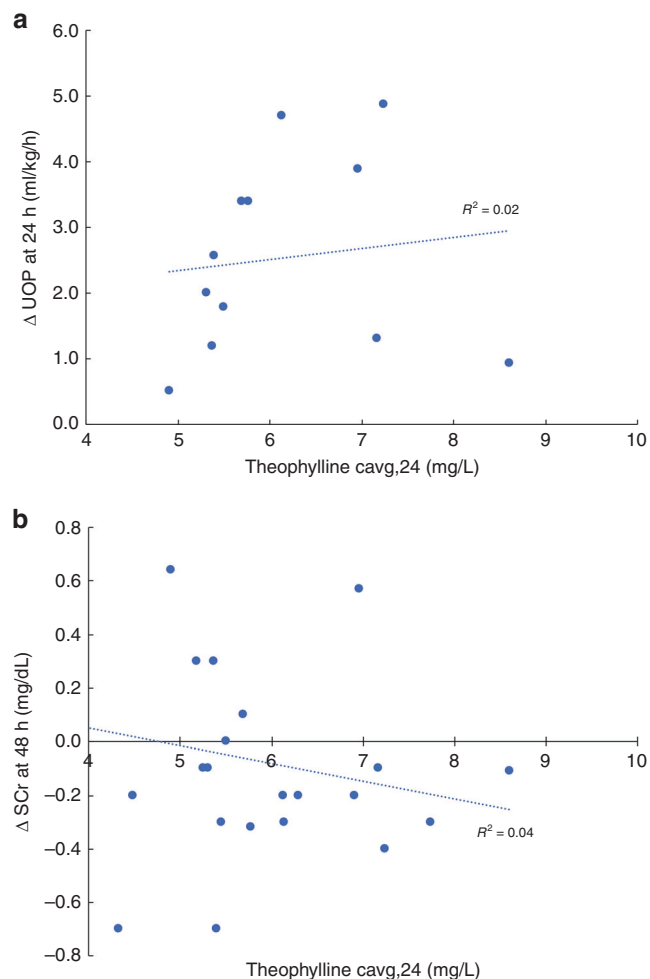 a
6.0
5.0
4.0
3.0
2.0
1.0
0.0
Δ UOP at 24 h (ml/kg/h)
R² = 0.02
4 5 6 7 8 9 10
Theophylline cavg,24 (mg/L)
b
0.8
0.6
0.4
0.2
0.0
–0.2
–0.4
–0.6
–0.8
Δ SCr at 48 h (mg/dL)
4 5 6 7 8 9 10
R² = 0.04
Theophylline cavg,24 (mg/L)